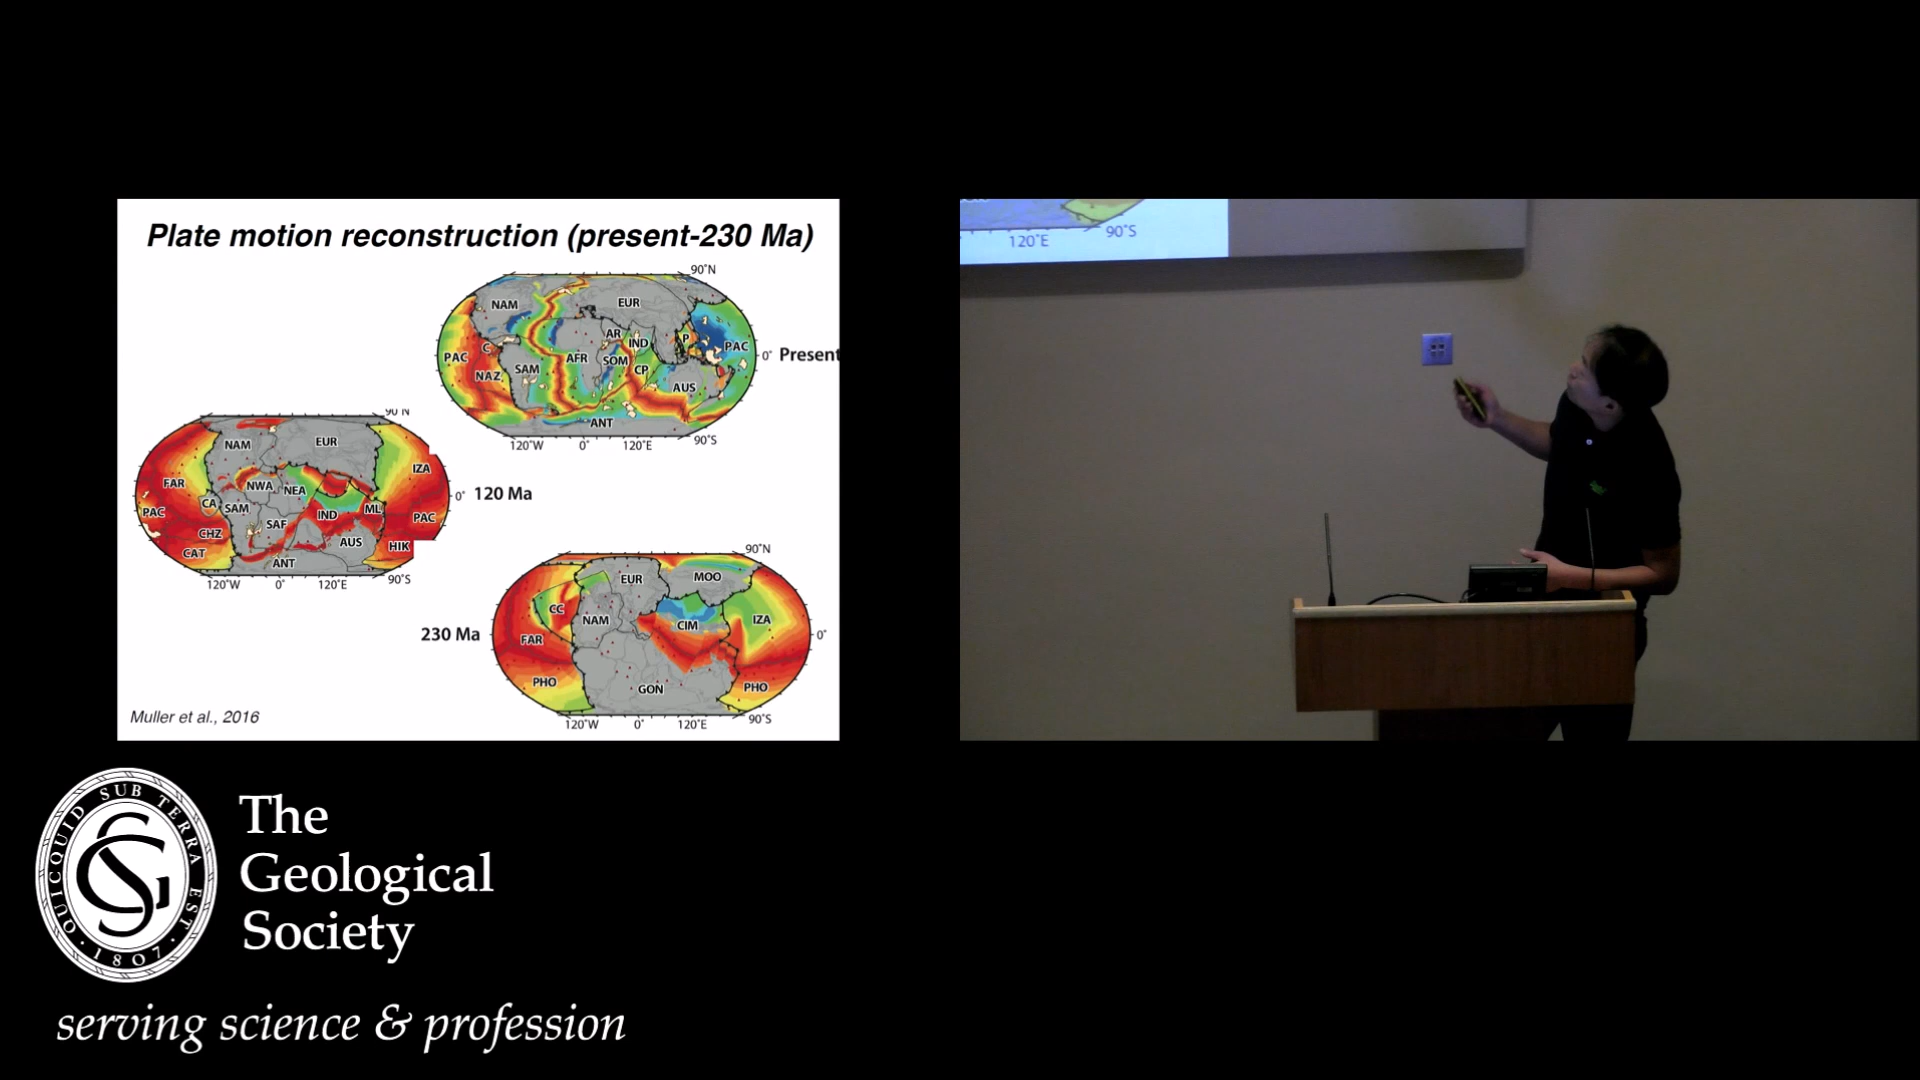 Plate motion reconstruction (present-230 Ma)
90°N
NAM
EUR
AR
IND
P
PAC
C
PAC
AFR
SOM
0°
Present
NAZ
SAM
CP
AUS
ANT
120°W
0°
120°E
90°S
90°N
NAM
EUR
IZA
FAR
NWA
NEA
CA
SAM
IND
ML
0°
120 Ma
PAC
SAF
PAC
CHZ
AUS
HIK
CAT
ANT
120°W
0°
120°E
90°S
90°N
EUR
MOO
CC
NAM
CIM
IZA
230 Ma
FAR
0°
PHO
GON
PHO
120°W
0°
120°E
90°S
Muller et al., 2016
120°E
90°S
QUICQUID SUB TERRA EST
1807
The
Geological
Society
serving science & profession